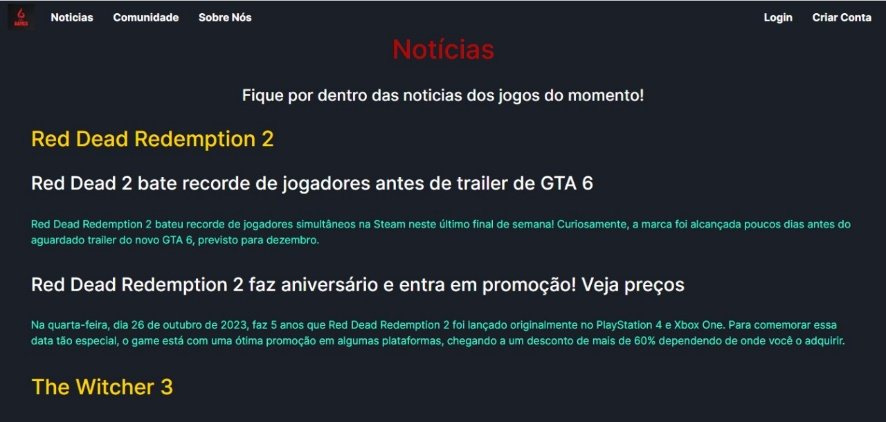 Noticias Comunidade Sobre Nós Login Criar Conta
Notícias
Fique por dentro das noticias dos jogos do momento!
Red Dead Redemption 2
Red Dead 2 bate recorde de jogadores antes de trailer de GTA 6
Red Dead Redemption 2 bateu recorde de jogadores simultâneos na Steam neste último final de semana! Curiosamente, a marca foi alcançada poucos dias antes do
aguardado trailer do novo GTA 6, previsto para dezembro.
Red Dead Redemption 2 faz aniversário e entra em promoção! Veja preços
Na quarta-feira, dia 26 de outubro de 2023, faz 5 anos que Red Dead Redemption 2 foi lançado originalmente no PlayStation 4 e Xbox One. Para comemorar essa
data tão especial, o game está com uma ótima promoção em algumas plataformas, chegando a um desconto de mais de 60% dependendo de onde você o adquirir.
The Witcher 3